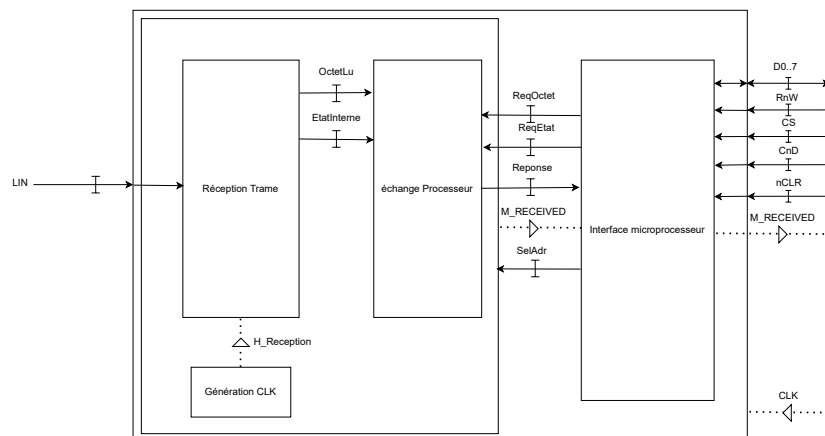 D0..7
OctetLu
RnW
ReqOctet
EtatInterne
CS
ReqEtat
CnD
Reponse
LIN
Réception Trame
échange Processeur
nCLR
M_RECEIVED
M_RECEIVED
Interface microprocesseur
SelAdr
H_Reception
Génération CLK
CLK